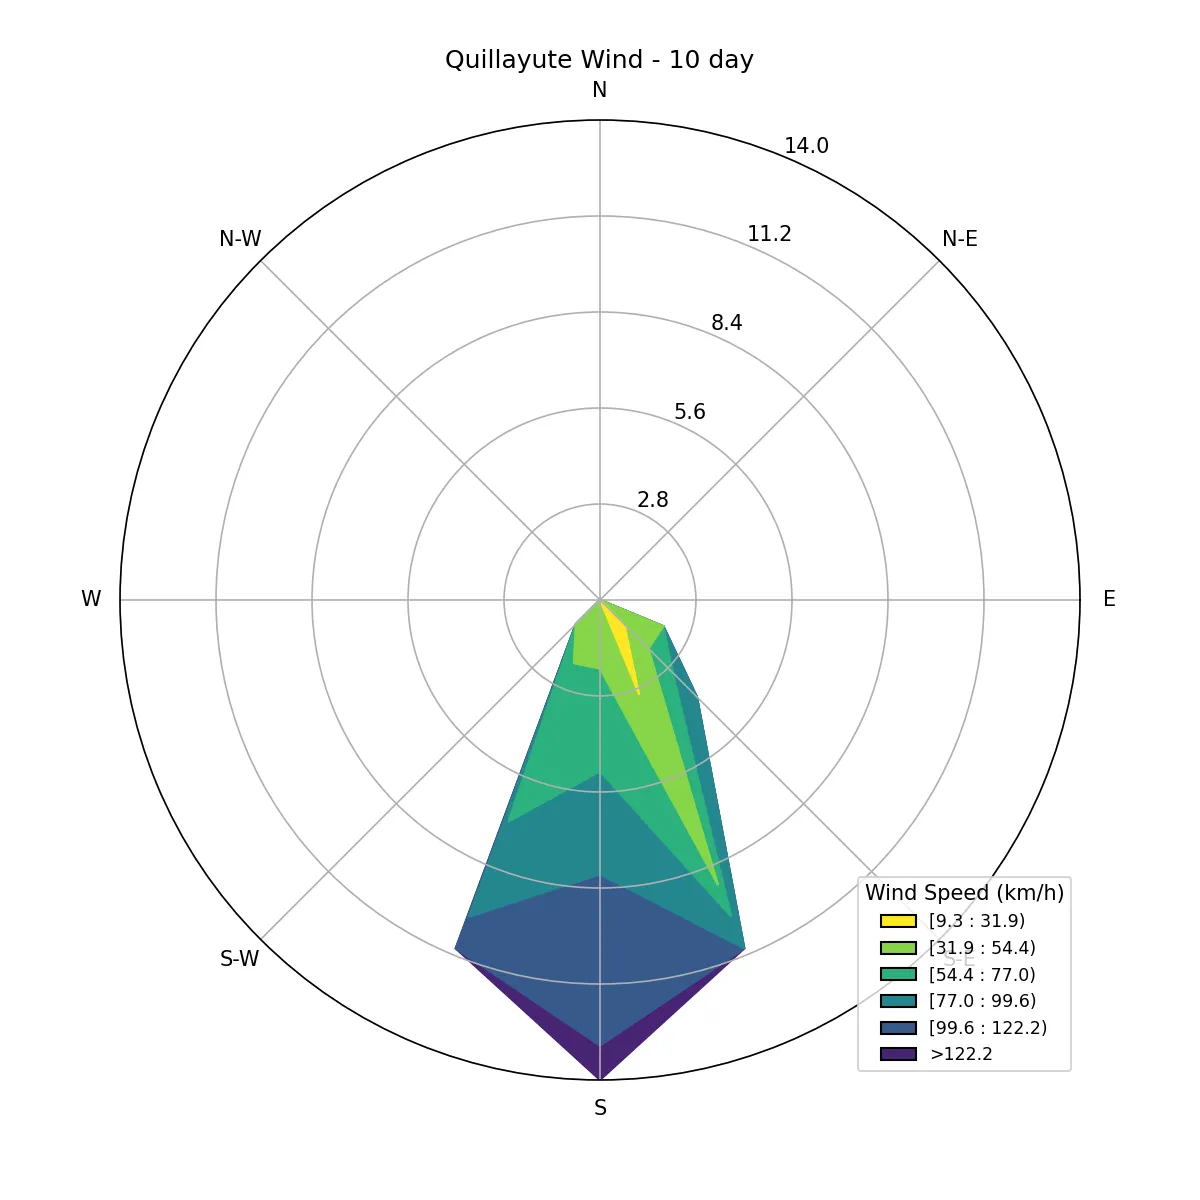 Quillayute Wind - 10 day
N
14.0
11.2
N-W
N-E
8.4
5.6
2.8
W
E
Wind Speed (km/h)
[9.3 : 31.9)
[31.9 : 54.4)
S-W
S-E
[54.4 : 77.0)
[77.0 : 99.6)
[99.6 : 122.2)
>122.2
S